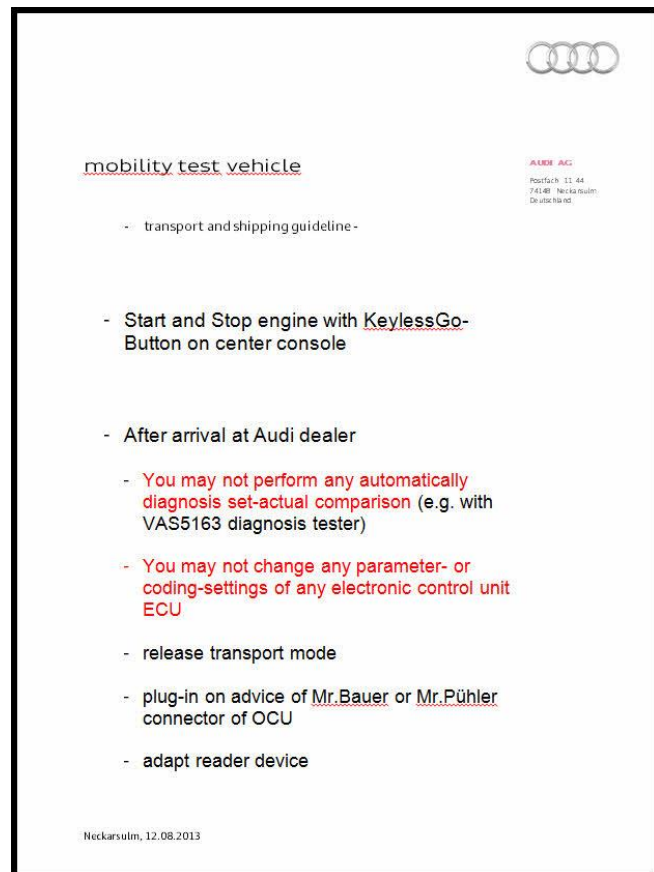 mobility test vehicle
AUDI AG
Postfach 11 44
74148 Neckarsulm
Deutschland
- transport and shipping guideline -
- Start and Stop engine with KeylessGo-
Button on center console
- After arrival at Audi dealer
- You may not perform any automatically
diagnosis set-actual comparison (e.g. with
VAS5163 diagnosis tester)
- You may not change any parameter- or
coding-settings of any electronic control unit
ECU
- release transport mode
- plug-in on advice of Mr.Bauer or Mr.Pühler
connector of OCU
- adapt reader device
Neckarsulm, 12.08.2013